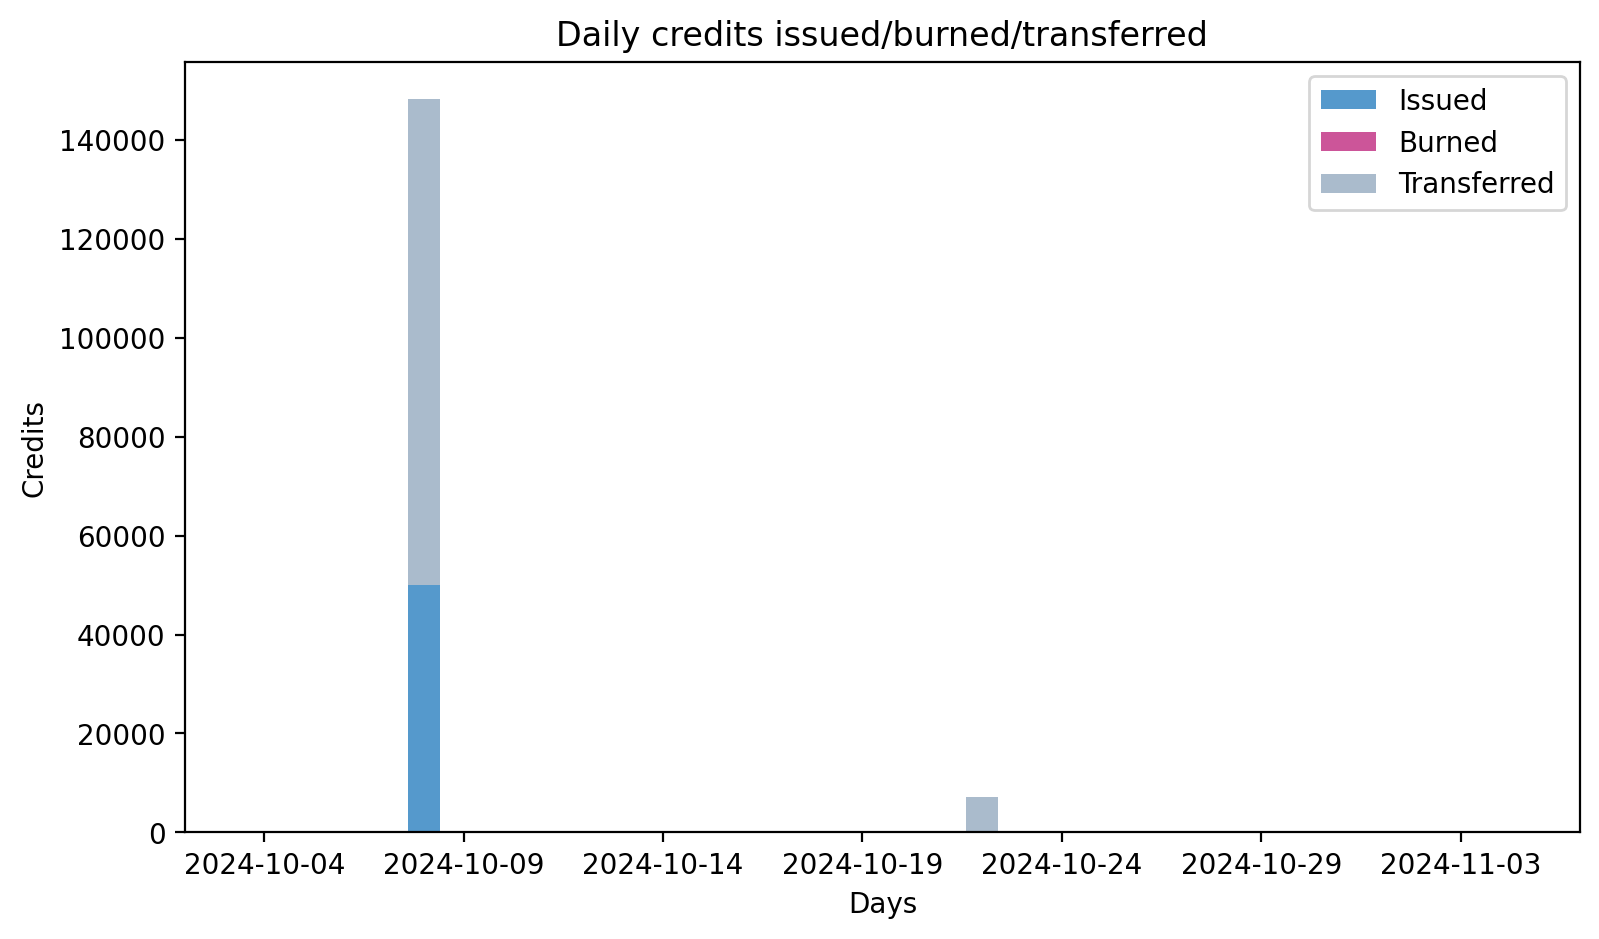 Daily credits issued/burned/transferred
Issued
Burned
Transferred
140000
120000
100000
80000
60000
40000
20000
0
Credits
2024-10-04 2024-10-09 2024-10-14 2024-10-19 2024-10-24 2024-10-29 2024-11-03
Days